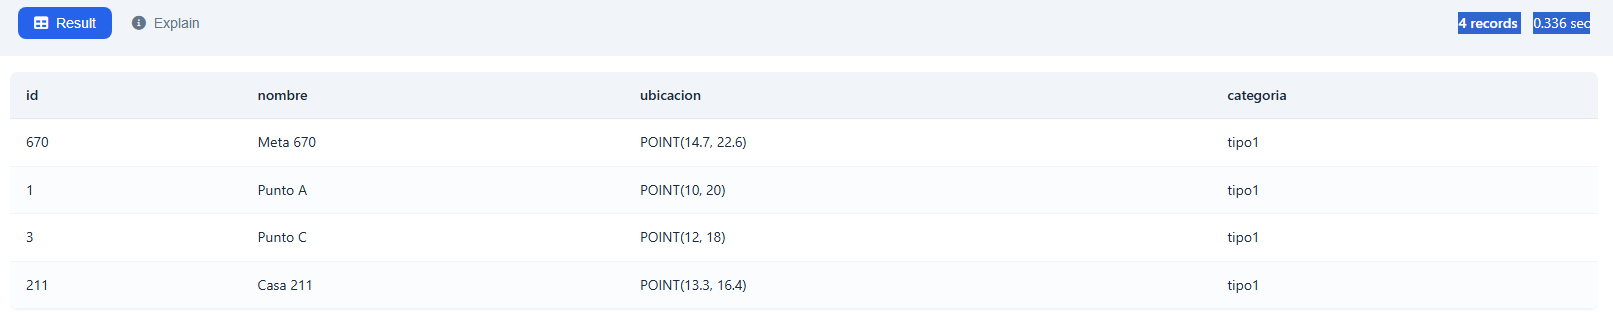 Result Explain 4 records 0.336 sec
id nombre ubicacion categoria
670 Meta 670 POINT(14.7, 22.6) tipo1
1 Punto A POINT(10, 20) tipo1
3 Punto C POINT(12, 18) tipo1
211 Casa 211 POINT(13.3, 16.4) tipo1